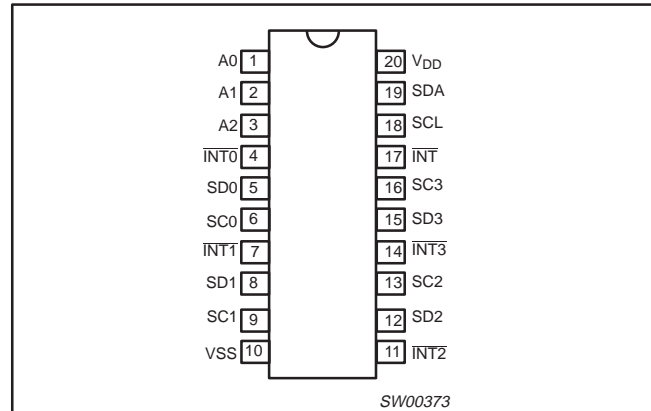 A0 1 20 VDD
A1 2 19 SDA
A2 3 18 SCL
INT0 4 17 INT
SD0 5 16 SC3
SC0 6 15 SD3
INT1 7 14 INT3
SD1 8 13 SC2
SC1 9 12 SD2
VSS 10 11 INT2
SW00373